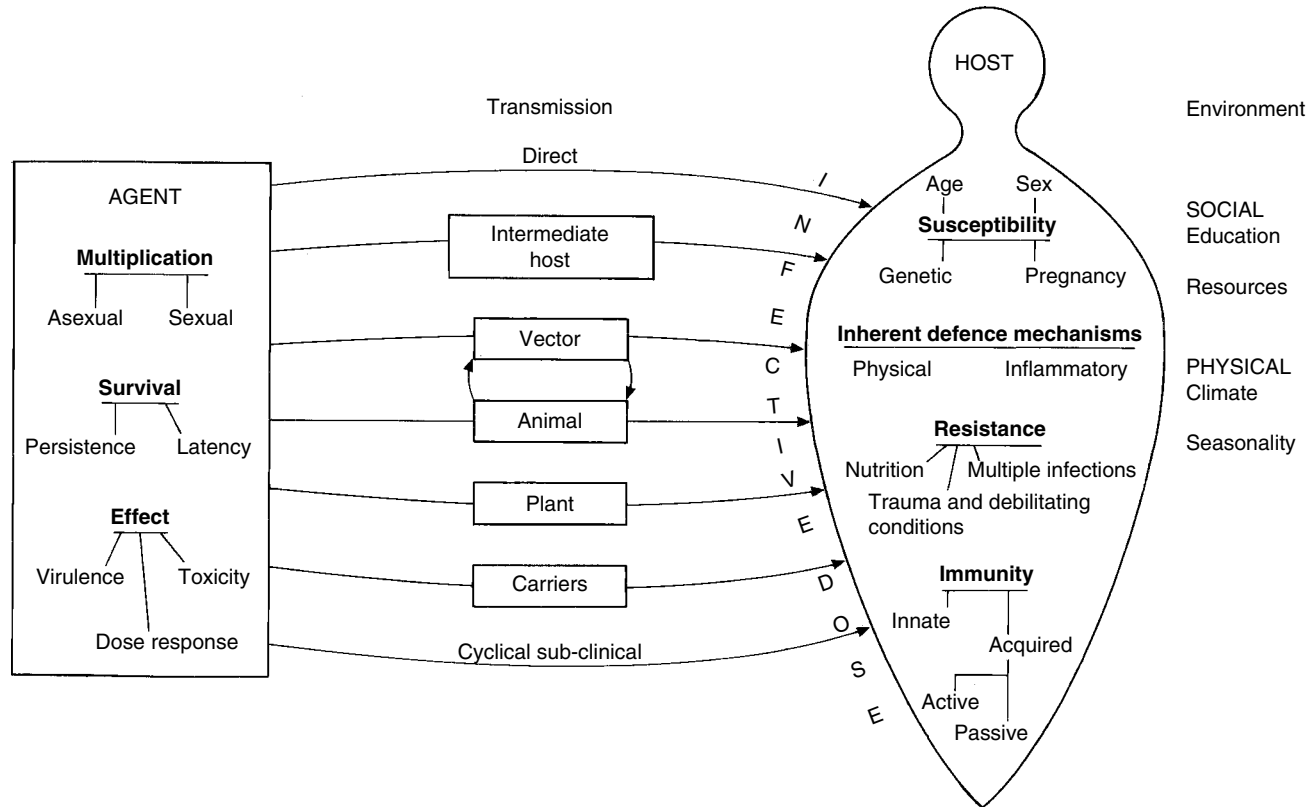 Transmission
Direct
Intermediate
host
Vector
Animal
Plant
Carriers
Cyclical sub-clinical
AGENT
Multiplication
Asexual Sexual
Survival
Persistence Latency
Effect
Virulence Toxicity
Dose response
INFECTIVE DOSE
HOST
Age Sex
Susceptibility
Genetic Pregnancy
Inherent defence mechanisms
Physical Inflammatory
Resistance
Nutrition Multiple infections
Trauma and debilitating
conditions
Immunity
Innate
Acquired
Active
Passive
Environment
SOCIAL
Education
Resources
PHYSICAL
Climate
Seasonality